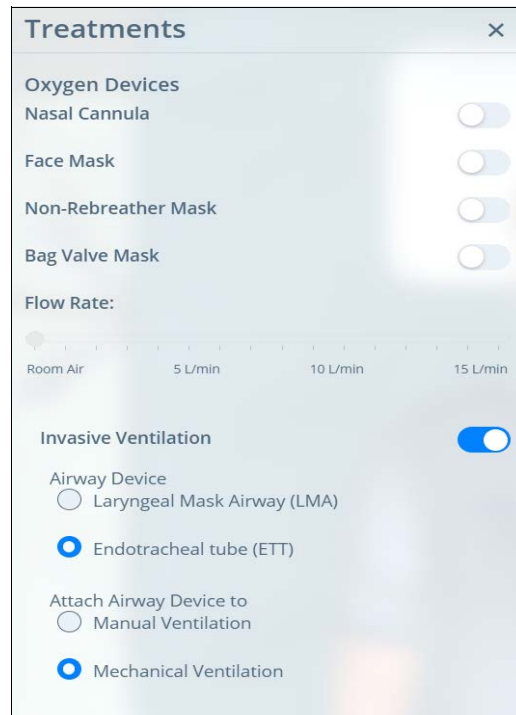 Treatments ×
Oxygen Devices
Nasal Cannula
Face Mask
Non-Rebreather Mask
Bag Valve Mask
Flow Rate:
Room Air 5 L/min 10 L/min 15 L/min
Invasive Ventilation
Airway Device
Laryngeal Mask Airway (LMA)
Endotracheal tube (ETT)
Attach Airway Device to
Manual Ventilation
Mechanical Ventilation